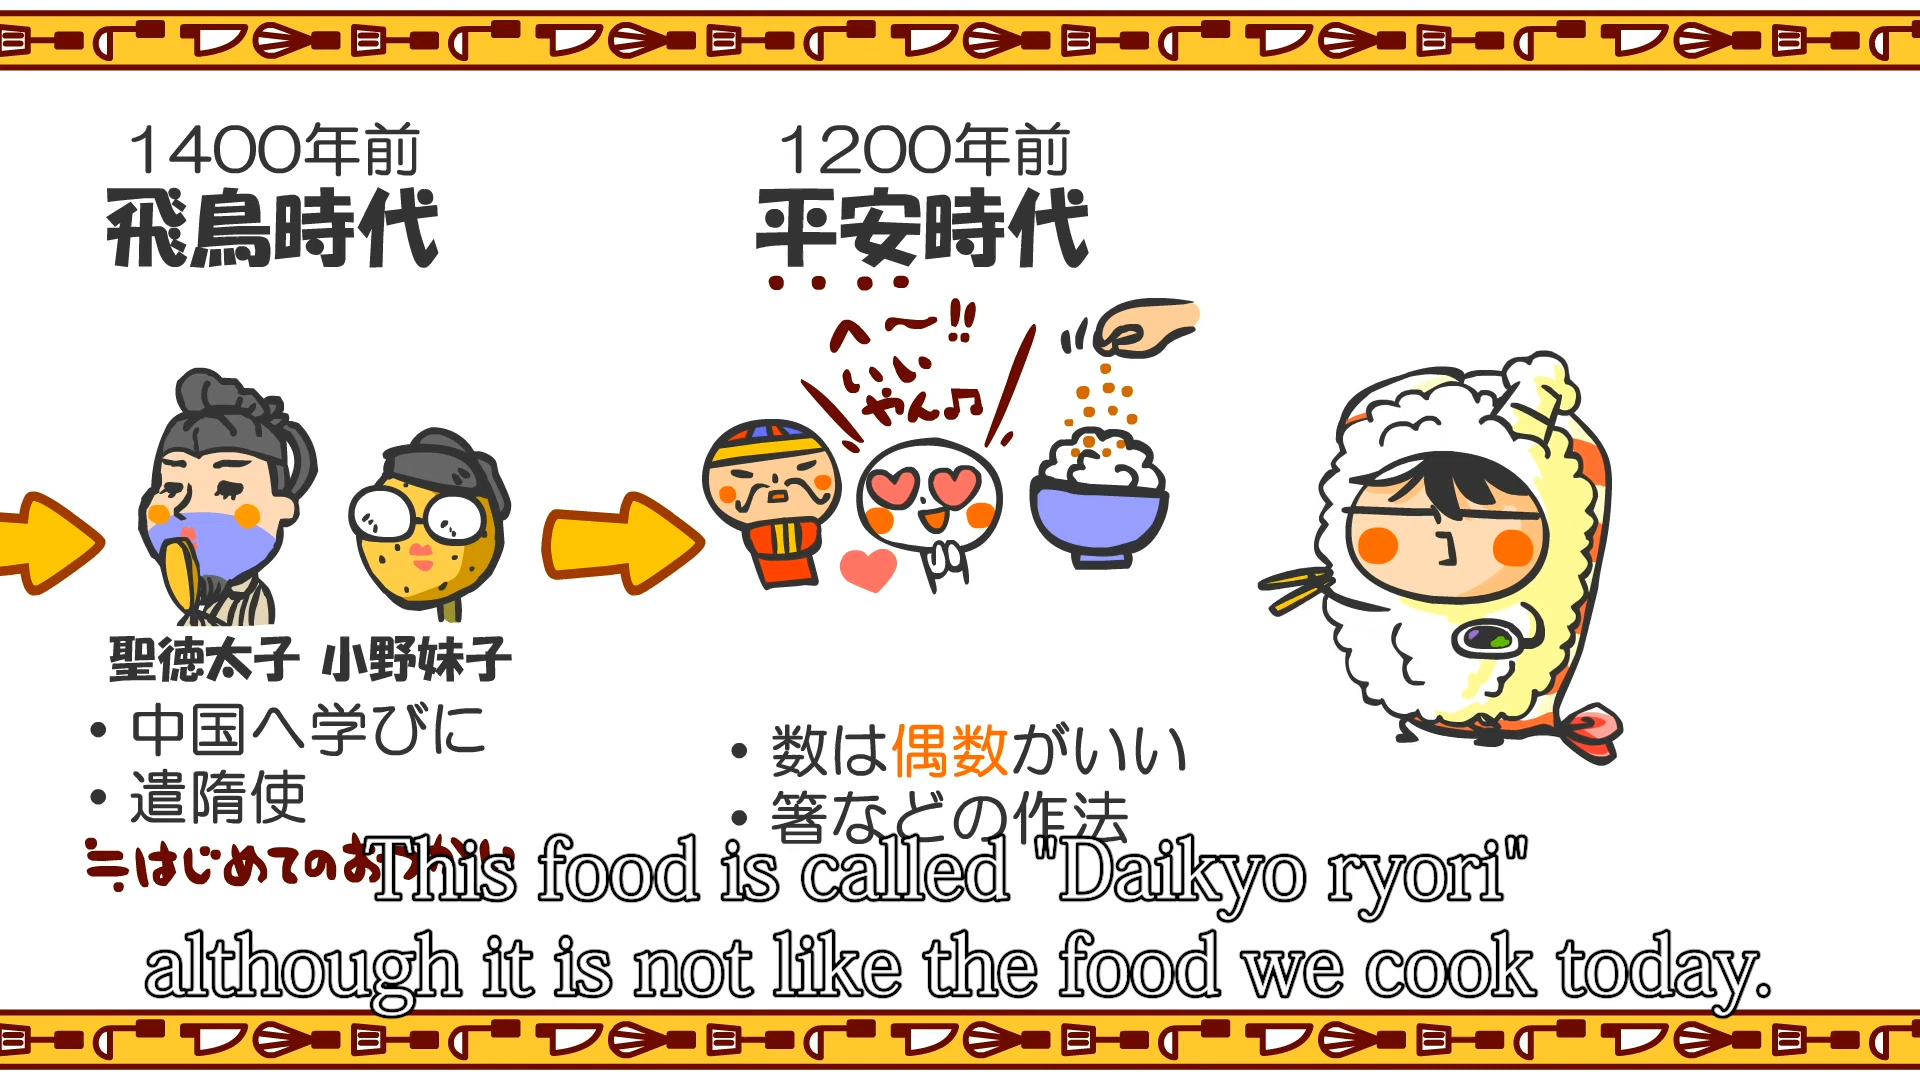 1400年前
飛鳥時代
聖徳太子 小野妹子
・中国へ学びに
・遣隋使
≒はじめてのおつかい
1200年前
平安時代
へ〜!!
いい
やん♫
・数は偶数がいい
・箸などの作法
This food is called "Daikyo ryori"
although it is not like the food we cook today.